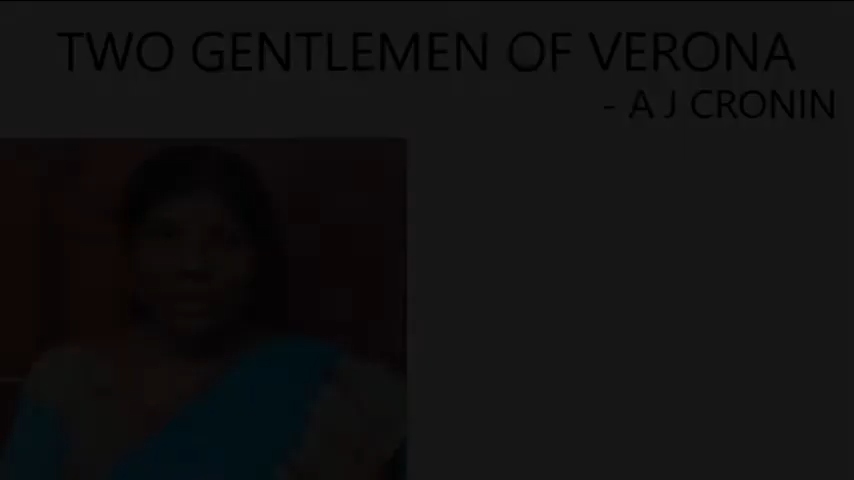 TWO GENTLEMEN OF VERONA
- A J CRONIN